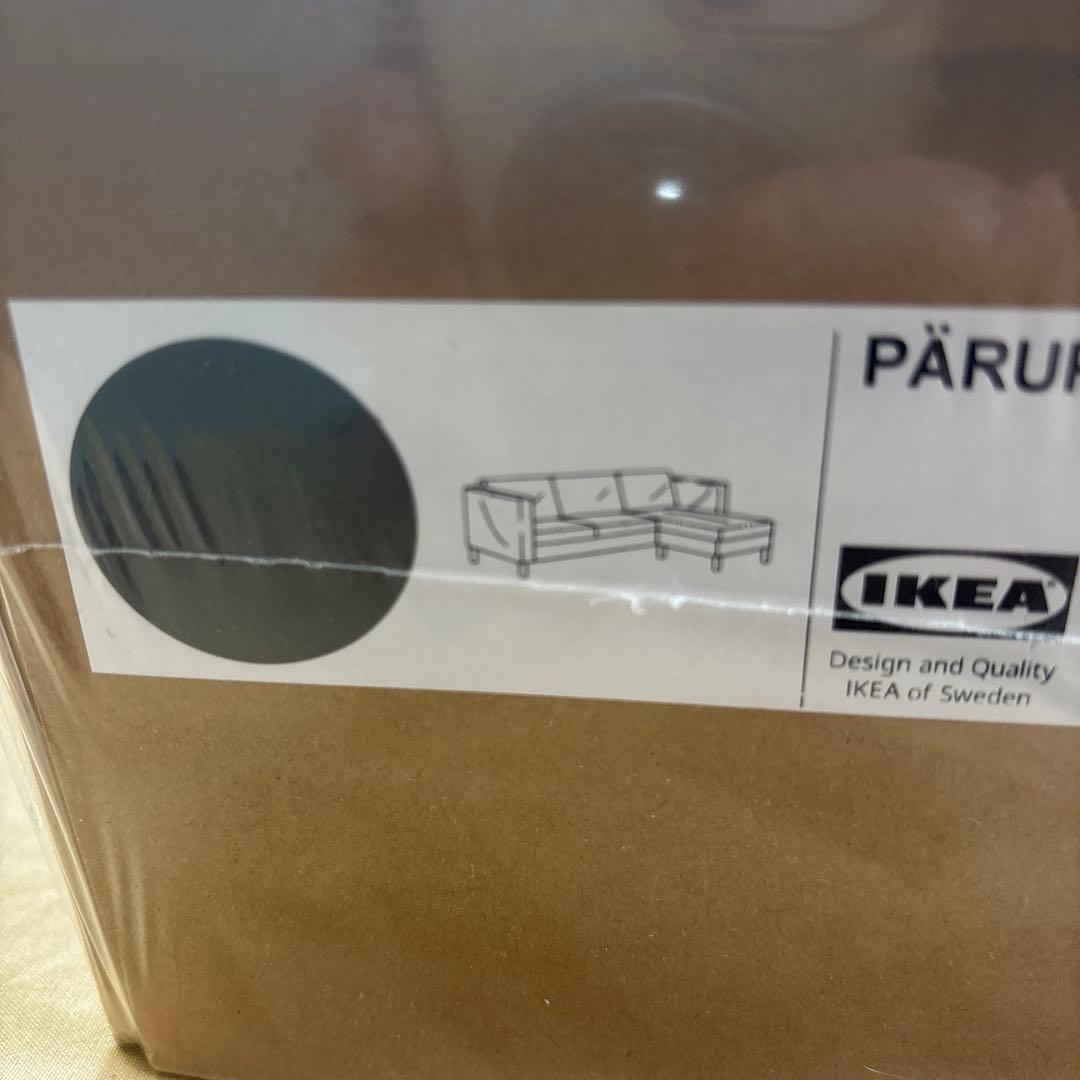 PÄRUP
IKEA®
Design and Quality
IKEA of Sweden